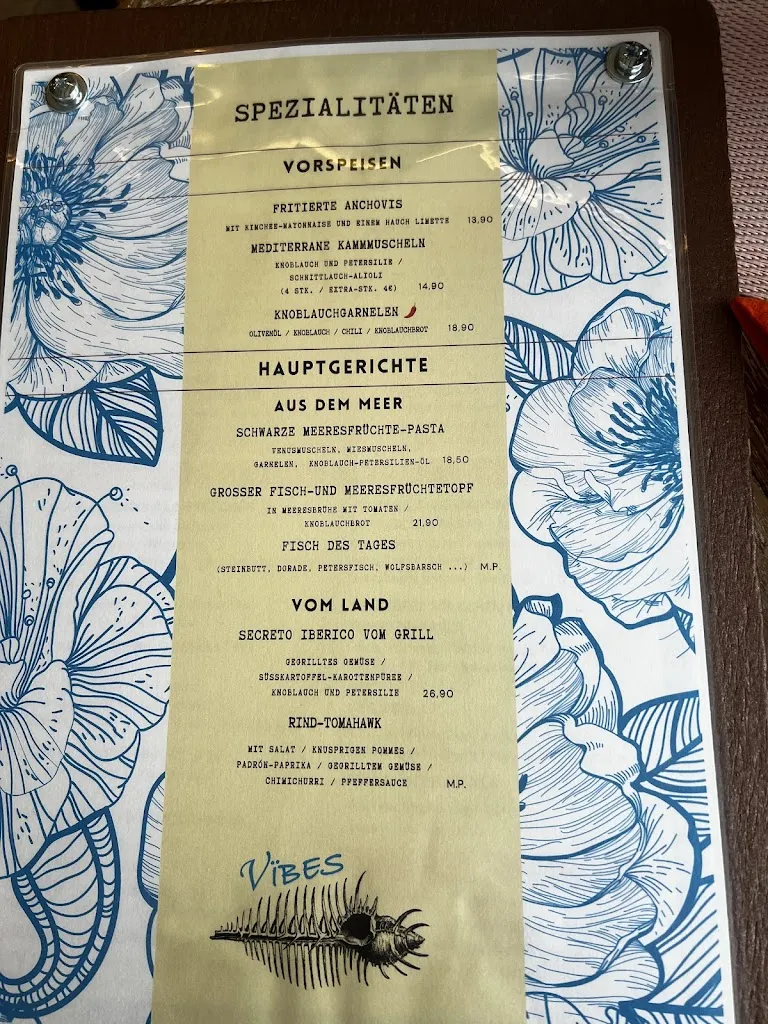 SPEZIALITÄTEN
VORSPEISEN
FRITIERTE ANCHOVIS
MIT KIMCHEE-MAYONNAISE UND EINEM HAUCH LIMETTE 13,90
MEDITERRANE KAMMMUSCHELN
KNOBLAUCH UND PETERSILIE /
SCHNITTLAUCH-ALIOLI
(4 STK. / EXTRA-STK. 4€) 14,90
KNOBLAUCHGARNELEN
OLIVENÖL / KNOBLAUCH / CHILI / KNOBLAUCHBROT 18,90
HAUPTGERICHTE
AUS DEM MEER
SCHWARZE MEERESFRÜCHTE-PASTA
VENUSMUSCHELN, MIESMUSCHELN,
GARNELEN, KNOBLAUCH-PETERSILIEN-ÖL 18,50
GROSSER FISCH-UND MEERESFRÜCHTETOPF
IN MEERESBRÜHE MIT TOMATEN /
KNOBLAUCHBROT 21,90
FISCH DES TAGES
(STEINBUTT, DORADE, PETERSFISCH, WOLFSBARSCH ...) M.P.
VOM LAND
SECRETO IBERICO VOM GRILL
GEGRILLTES GEMÜSE /
SÜSSKARTOFFEL-KAROTTENPÜREE /
KNOBLAUCH UND PETERSILIE 26,90
RIND-TOMAHAWK
MIT SALAT / KNUSPRIGEN POMMES /
PADRÓN-PAPRIKA / GEGRILLTEM GEMÜSE /
CHIMICHURRI / PFEFFERSAUCE M.P.
VÏBES